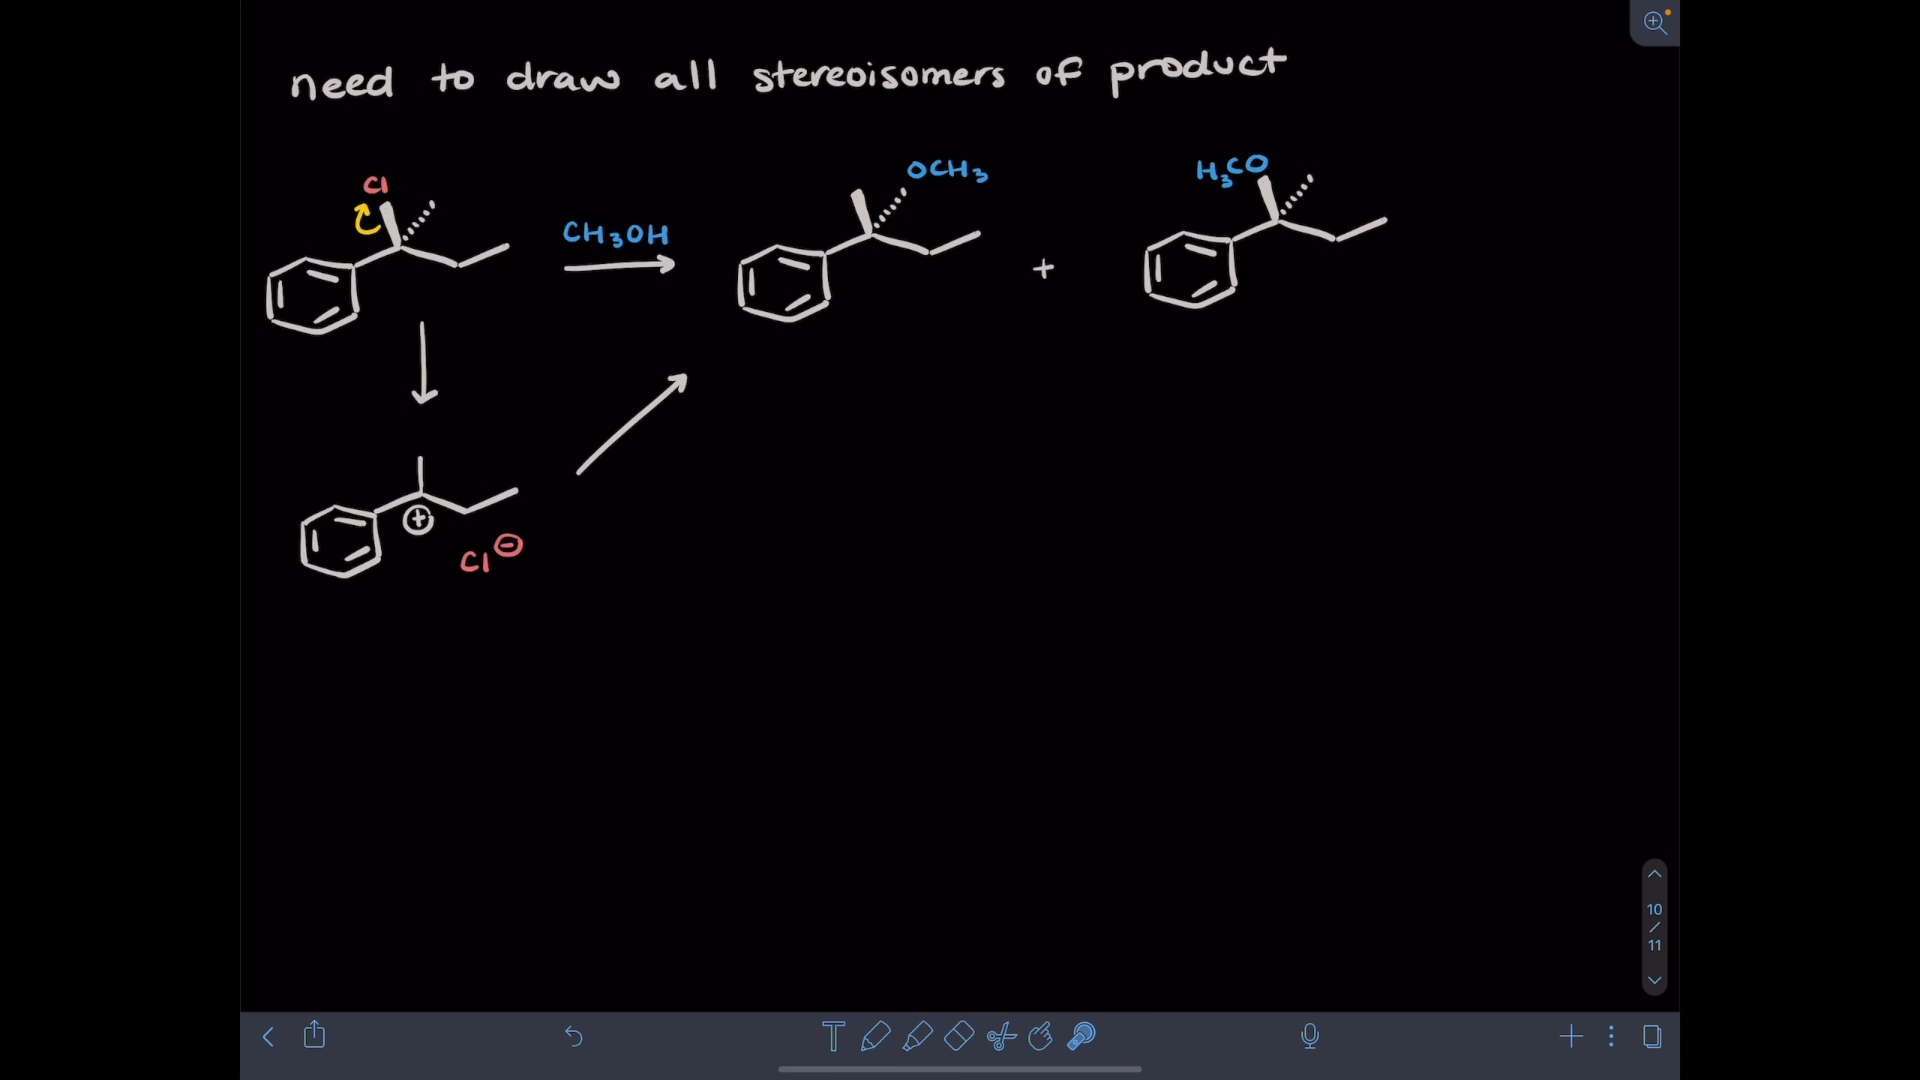 need to draw all stereoisomers of product
Cl
CH₃OH
OCH₃
+
H₃CO
+
Cl⊖
10
/
11
T